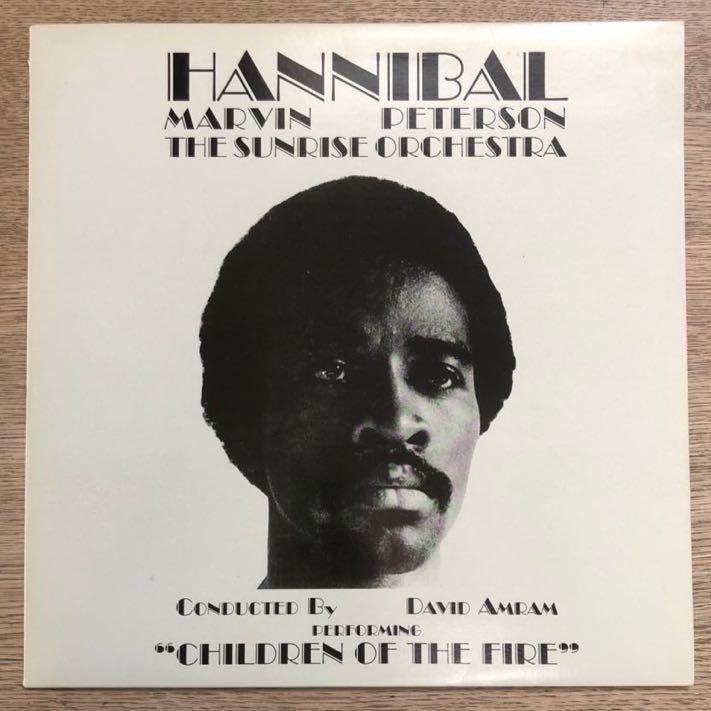 HANNIBAL
MARVIN PETERSON
THE SUNRISE ORCHESTRA
CONDUCTED BY DAVID AMRAM
PERFORMING
“CHILDREN OF THE FIRE”